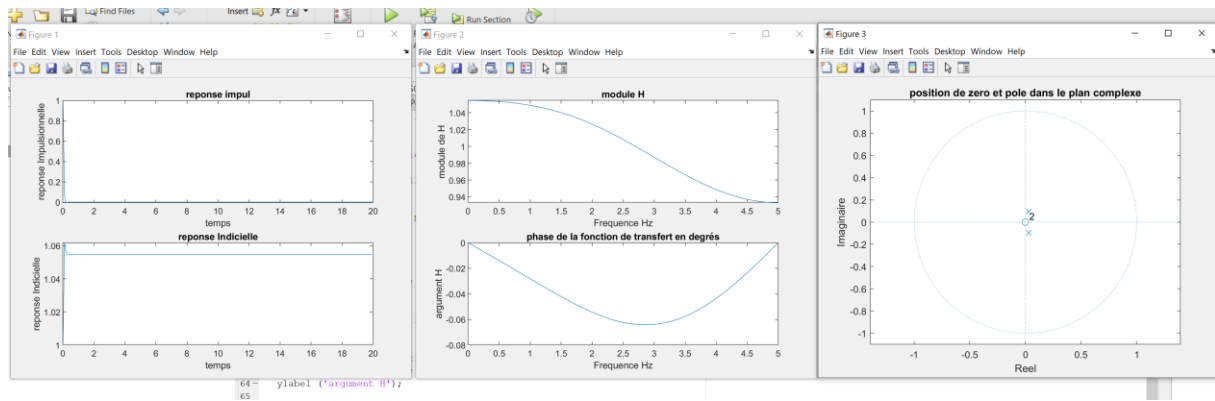 Insert
fx
Find Files
Run Section
Figure 1
File Edit View Insert Tools Desktop Window Help
reponse impul
reponse Impulsionnelle
1
0.8
0.6
0.4
0.2
0
0 2 4 6 8 10 12 14 16 18 20
temps
reponse Indicielle
reponse Indicielle
1.06
1.04
1.02
1
0 2 4 6 8 10 12 14 16 18 20
temps
Figure 2
File Edit View Insert Tools Desktop Window Help
module H
module de H
1.04
1.02
1
0.98
0.96
0.94
0 0.5 1 1.5 2 2.5 3 3.5 4 4.5 5
Frequence Hz
phase de la fonction de transfert en degrés
argument H
0
-0.02
-0.04
-0.06
-0.08
0 0.5 1 1.5 2 2.5 3 3.5 4 4.5 5
Frequence Hz
Figure 3
File Edit View Insert Tools Desktop Window Help
position de zero et pole dans le plan complexe
Imaginaire
1
0.8
0.6
0.4
0.2
0
-0.2
-0.4
-0.6
-0.8
-1
2
-1 -0.5 0 0.5 1
Reel
64 ylabel ('argument H');
65